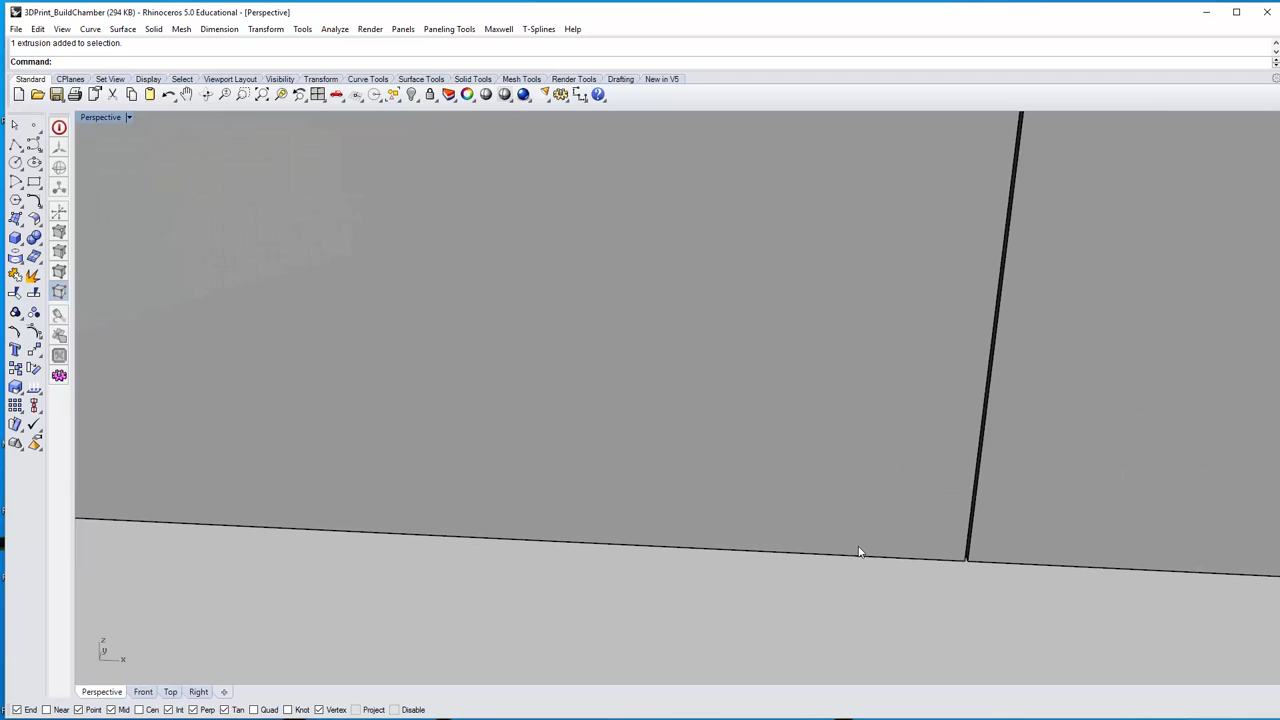 3DPrint_BuildChamber (294 KB) - Rhinoceros 5.0 Educational - [Perspective]
File Edit View Curve Surface Solid Mesh Dimension Transform Tools Analyze Render Panels Paneling Tools Maxwell T-Splines Help
1 extrusion added to selection.
Command:
Standard CPlanes Set View Display Select Viewport Layout Visibility Transform Curve Tools Surface Tools Solid Tools Mesh Tools Render Tools Drafting New in V5
Perspective
z
y
x
Perspective Front Top Right
End Near Point Mid Cen Int Perp Tan Quad Knot Vertex Project Disable